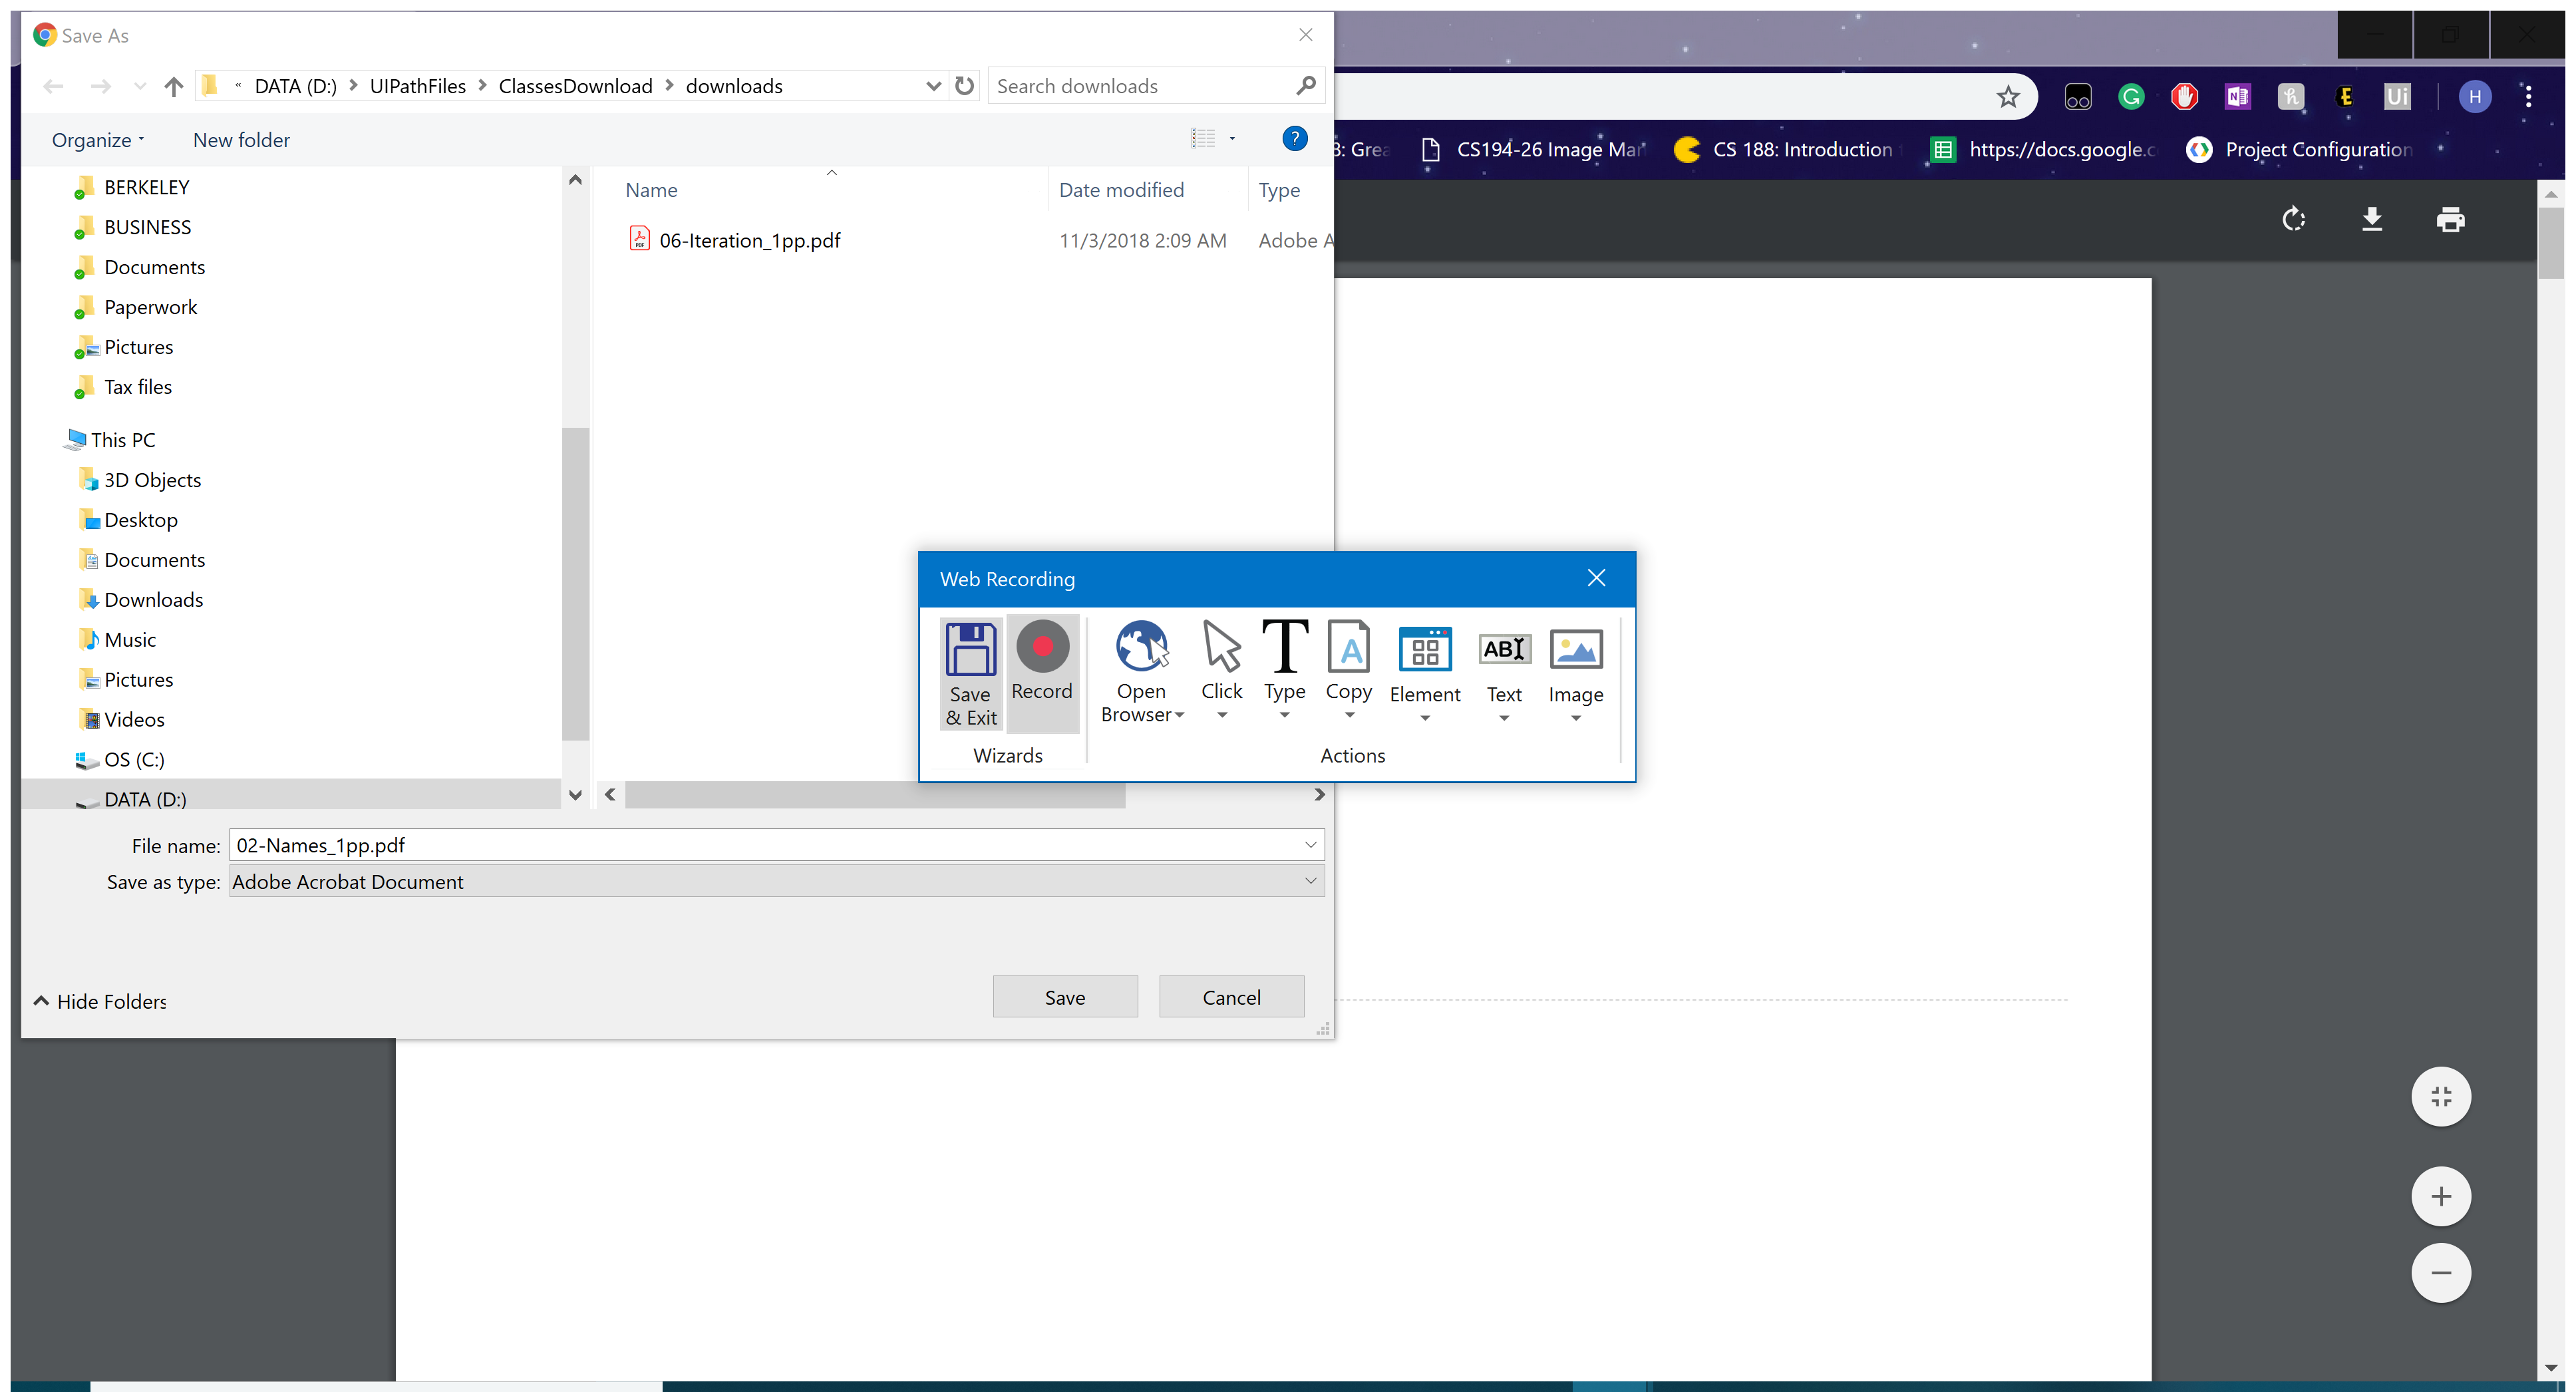 Save As
« DATA (D:) > UIPathFiles > ClassesDownload > downloads
Search downloads
Organize
New folder
?
BERKELEY
BUSINESS
Documents
Paperwork
Pictures
Tax files
This PC
3D Objects
Desktop
Documents
Downloads
Music
Pictures
Videos
OS (C:)
DATA (D:)
Name Date modified Type
06-Iteration_1pp.pdf 11/3/2018 2:09 AM Adobe A
File name: 02-Names_1pp.pdf
Save as type: Adobe Acrobat Document
Hide Folders
Save Cancel
Web Recording
Save & Exit
Record
Open Browser
Click
Type
Copy
Element
Text
Image
Wizards
Actions
G
N
h
E
Ui
H
8: Grea
CS194-26 Image Man
CS 188: Introduction
https://docs.google.c
Project Configuration